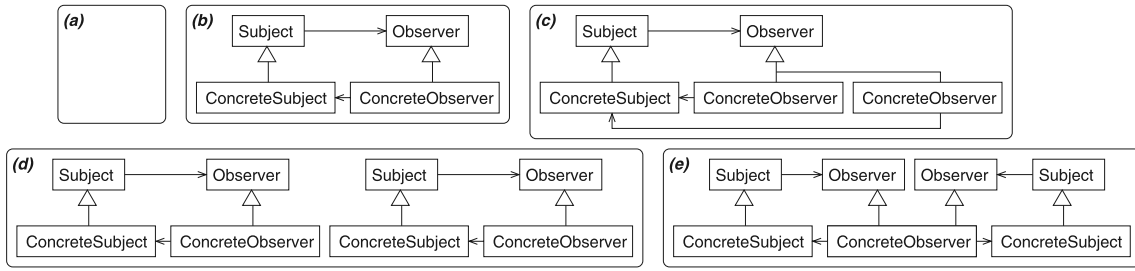 (a)
(b)
Subject Observer
ConcreteSubject ConcreteObserver
(c)
Subject Observer
ConcreteSubject ConcreteObserver ConcreteObserver
(d)
Subject Observer Subject Observer
ConcreteSubject ConcreteObserver ConcreteSubject ConcreteObserver
(e)
Subject Observer Observer Subject
ConcreteSubject ConcreteObserver ConcreteSubject